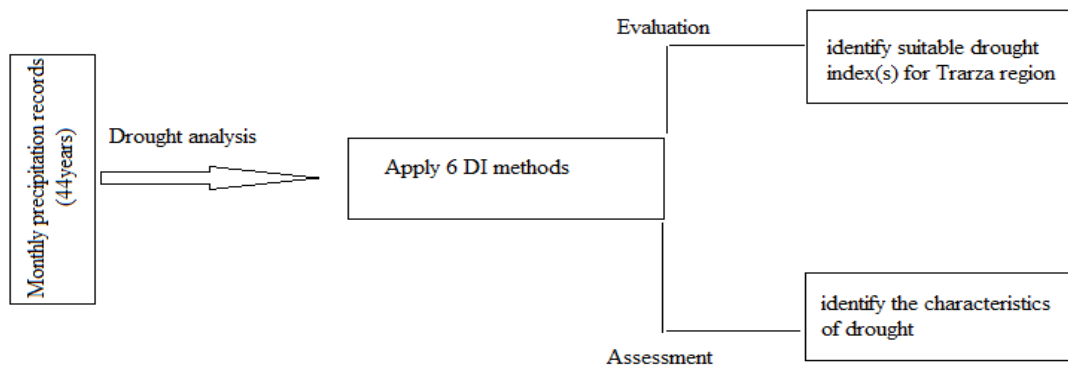 Monthly precipitation records
(44years)
Drought analysis
Apply 6 DI methods
Evaluation
identify suitable drought
index(s) for Trarza region
identify the characteristics
of drought
Assessment